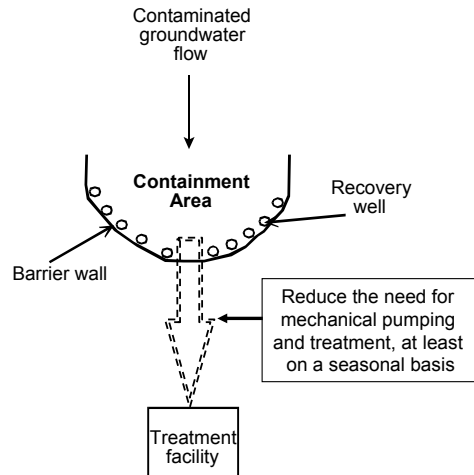 Contaminated
groundwater
flow
Containment
Area
Recovery
well
Barrier wall
Reduce the need for
mechanical pumping
and treatment, at least
on a seasonal basis
Treatment
facility